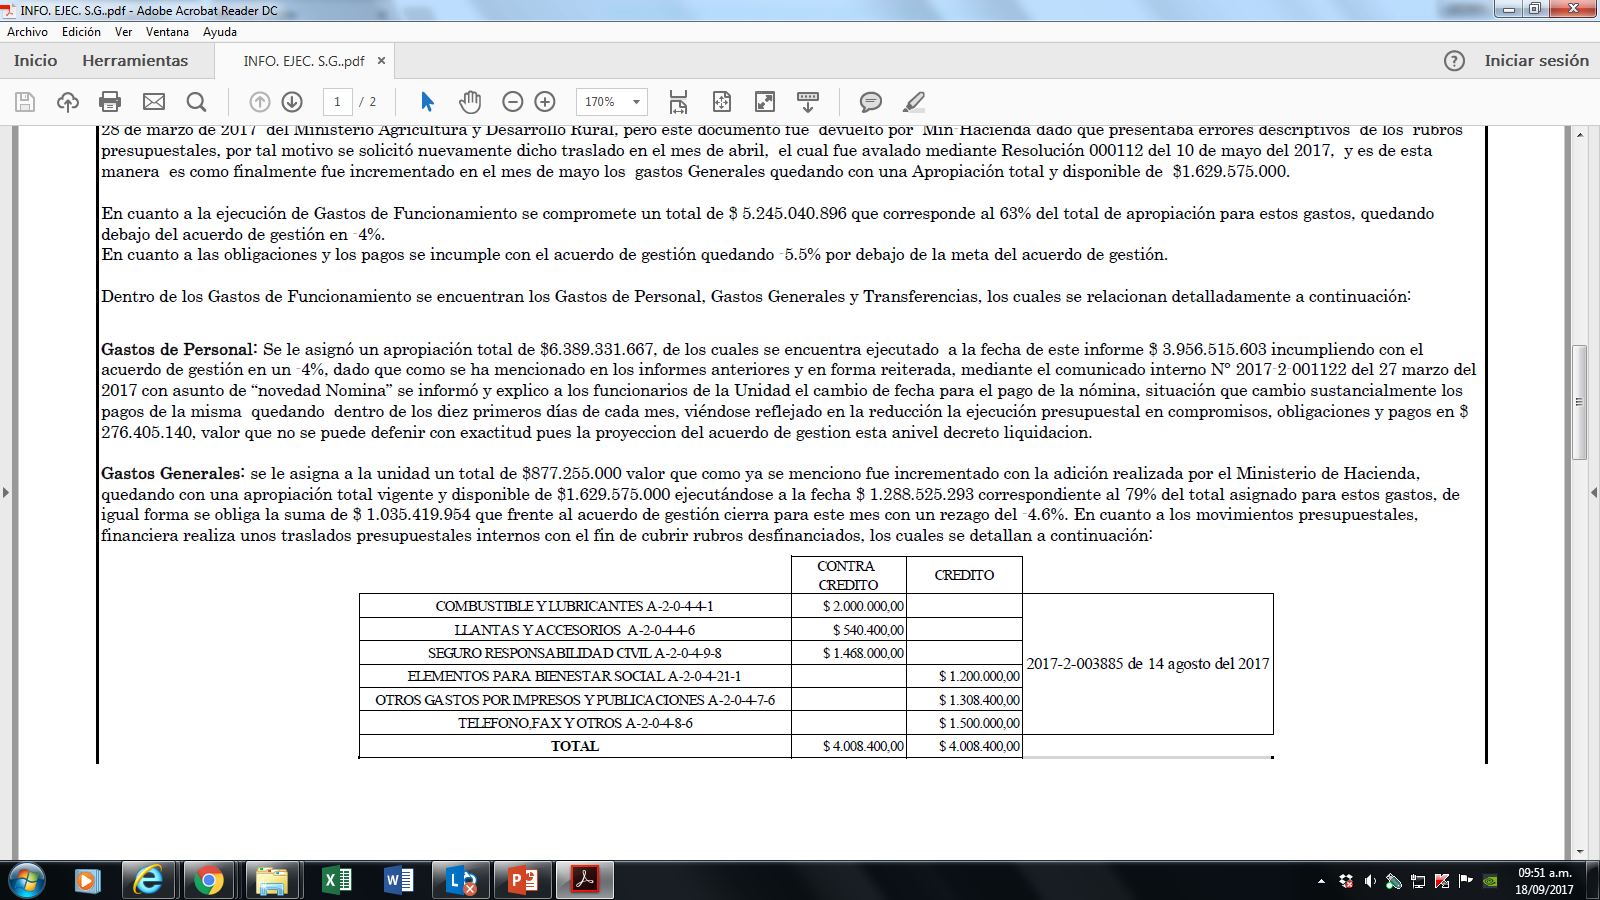 INFO. EJEC. S.G..pdf - Adobe Acrobat Reader DC
Archivo Edición Ver Ventana Ayuda
Inicio Herramientas INFO. EJEC. S.G..pdf × ? Iniciar sesión
1 / 2 170%
28 de marzo de 2017 del Ministerio Agricultura y Desarrollo Rural, pero este documento fue devuelto por Min-Hacienda dado que presentaba errores descriptivos de los rubros
presupuestales, por tal motivo se solicitó nuevamente dicho traslado en el mes de abril, el cual fue avalado mediante Resolución 000112 del 10 de mayo del 2017, y es de esta
manera es como finalmente fue incrementado en el mes de mayo los gastos Generales quedando con una Apropiación total y disponible de $1.629.575.000.
En cuanto a la ejecución de Gastos de Funcionamiento se compromete un total de $ 5.245.040.896 que corresponde al 63% del total de apropiación para estos gastos, quedando
debajo del acuerdo de gestión en -4%.
En cuanto a las obligaciones y los pagos se incumple con el acuerdo de gestión quedando -5.5% por debajo de la meta del acuerdo de gestión.
Dentro de los Gastos de Funcionamiento se encuentran los Gastos de Personal, Gastos Generales y Transferencias, los cuales se relacionan detalladamente a continuación:
Gastos de Personal: Se le asignó un apropiación total de $6.389.331.667, de los cuales se encuentra ejecutado a la fecha de este informe $ 3.956.515.603 incumpliendo con el
acuerdo de gestión en un -4%, dado que como se ha mencionado en los informes anteriores y en forma reiterada, mediante el comunicado interno N° 2017-2-001122 del 27 marzo del
2017 con asunto de “novedad Nomina” se informó y explico a los funcionarios de la Unidad el cambio de fecha para el pago de la nómina, situación que cambio sustancialmente los
pagos de la misma quedando dentro de los diez primeros días de cada mes, viéndose reflejado en la reducción la ejecución presupuestal en compromisos, obligaciones y pagos en $
276.405.140, valor que no se puede defenir con exactitud pues la proyeccion del acuerdo de gestion esta anivel decreto liquidacion.
Gastos Generales: se le asigna a la unidad un total de $877.255.000 valor que como ya se menciono fue incrementado con la adición realizada por el Ministerio de Hacienda,
quedando con una apropiación total vigente y disponible de $1.629.575.000 ejecutándose a la fecha $ 1.288.525.293 correspondiente al 79% del total asignado para estos gastos, de
igual forma se obliga la suma de $ 1.035.419.954 que frente al acuerdo de gestión cierra para este mes con un rezago del -4.6%. En cuanto a los movimientos presupuestales,
financiera realiza unos traslados presupuestales internos con el fin de cubrir rubros desfinanciados, los cuales se detallan a continuación:
CONTRA CREDITO CREDITO
COMBUSTIBLE Y LUBRICANTES A-2-0-4-4-1 $ 2.000.000,00
LLANTAS Y ACCESORIOS A-2-0-4-4-6 $ 540.400,00
SEGURO RESPONSABILIDAD CIVIL A-2-0-4-9-8 $ 1.468.000,00
2017-2-003885 de 14 agosto del 2017
ELEMENTOS PARA BIENESTAR SOCIAL A-2-0-4-21-1 $ 1.200.000,00
OTROS GASTOS POR IMPRESOS Y PUBLICACIONES A-2-0-4-7-6 $ 1.308.400,00
TELEFONO,FAX Y OTROS A-2-0-4-8-6 $ 1.500.000,00
TOTAL $ 4.008.400,00 $ 4.008.400,00
09:51 a.m.
18/09/2017